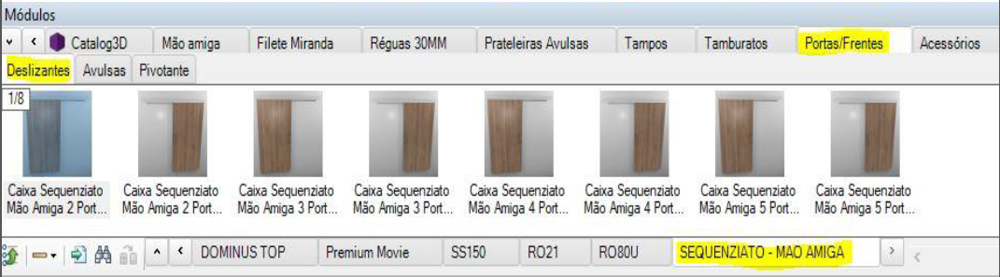 Módulos
Catalog3D Mão amiga Filete Miranda Réguas 30MM Prateleiras Avulsas Tampos Tamburatos Portas/Frentes Acessórios
Deslizantes Avulsas Pivotante
1/8
Caixa Sequenziato Caixa Sequenziato Caixa Sequenziato Caixa Sequenziato Caixa Sequenziato Caixa Sequenziato Caixa Sequenziato Caixa Sequenziato
Mão Amiga 2 Port... Mão Amiga 2 Port... Mão Amiga 3 Port... Mão Amiga 3 Port... Mão Amiga 4 Port... Mão Amiga 4 Port... Mão Amiga 5 Port... Mão Amiga 5 Port...
DOMINUS TOP Premium Movie SS150 RO21 RO80U SEQUENZIATO - MAO AMIGA